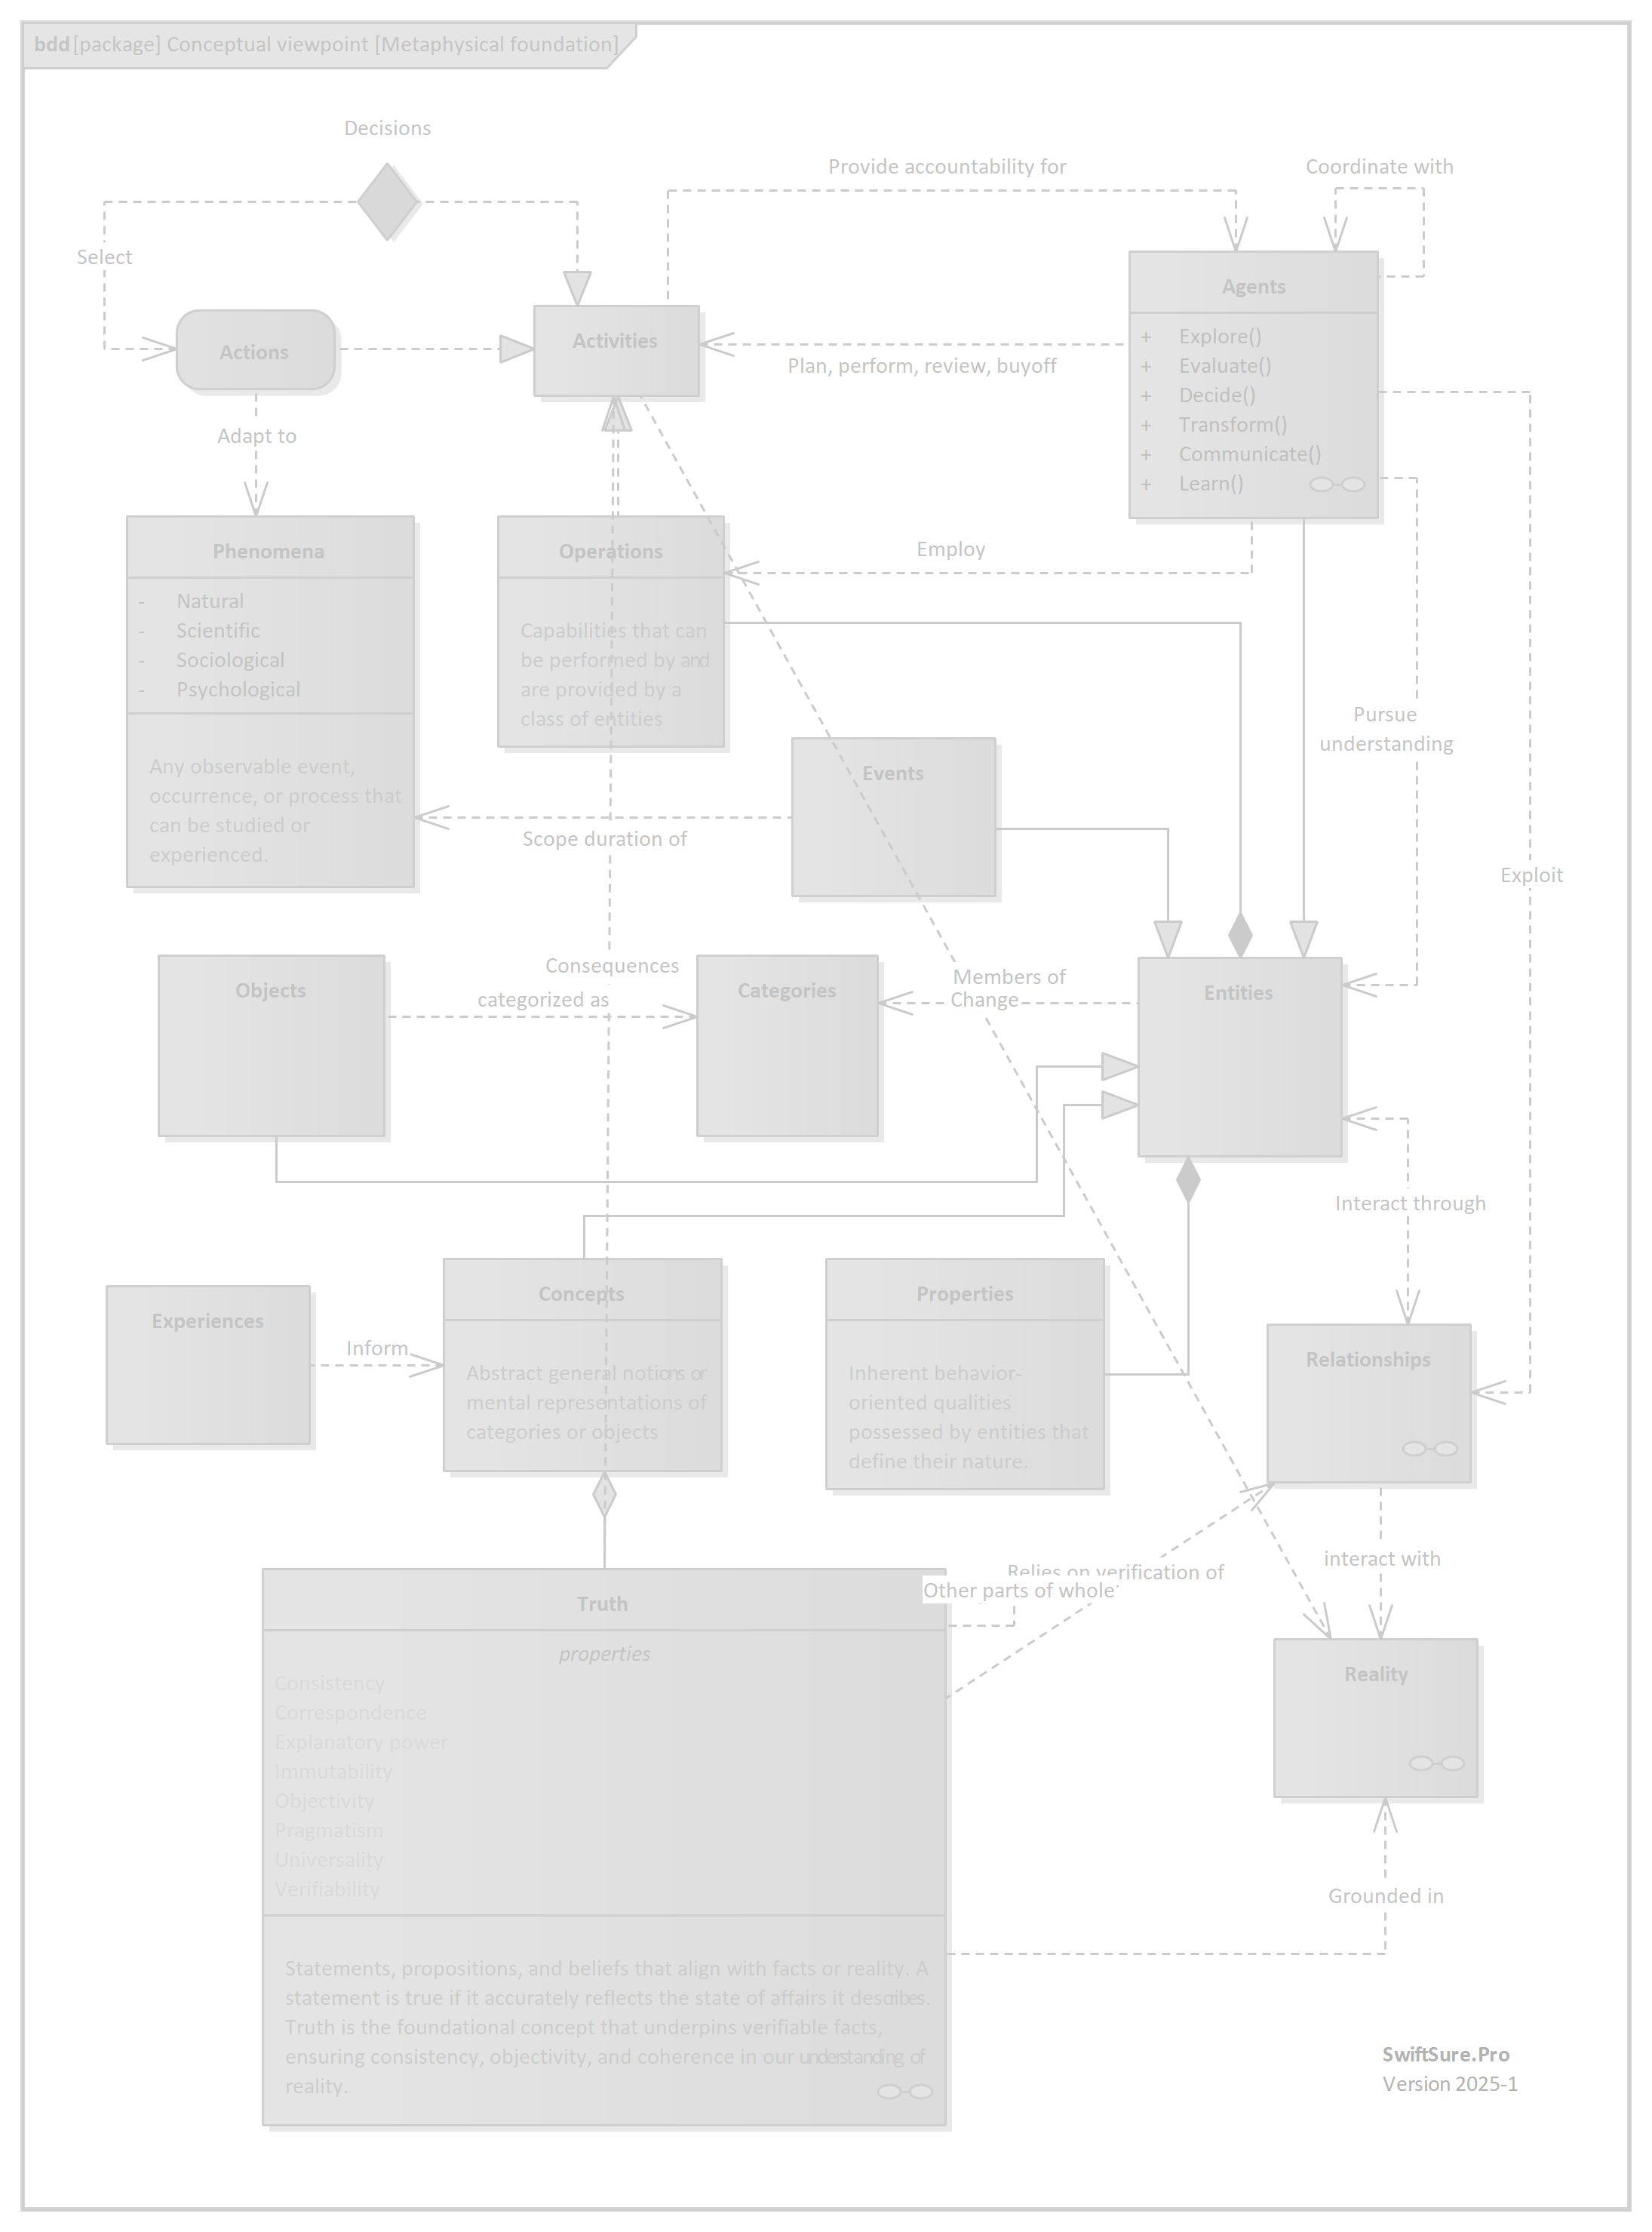 bdd [package] Conceptual viewpoint [Metaphysical foundation]
Decisions
Provide accountability for
Coordinate with
Select
Agents
Actions
Activities
+ Explore()
+ Evaluate()
+ Decide()
+ Transform()
+ Communicate()
+ Learn()
Plan, perform, review, buyoff
Adapt to
Phenomena
- Natural
- Scientific
- Sociological
- Psychological
Any observable event,
occurrence, or process that
can be studied or
experienced.
Operations
Capabilities that can
be performed by and
are provided by a
class of entities
Employ
Pursue
understanding
Events
Scope duration of
Exploit
Objects
Consequences
categorized as
Categories
Members of
Change
Entities
Interact through
Experiences
Inform
Concepts
Abstract general notions or
mental representations of
categories or objects
Properties
Inherent behavior-
oriented qualities
possessed by entities that
define their nature.
Relationships
Relies on verification of
Other parts of whole
interact with
Truth
properties
Consistency
Correspondence
Explanatory power
Immutability
Objectivity
Pragmatism
Universality
Verifiability
Statements, propositions, and beliefs that align with facts or reality. A
statement is true if it accurately reflects the state of affairs it describes.
Truth is the foundational concept that underpins verifiable facts,
ensuring consistency, objectivity, and coherence in our understanding of
reality.
Reality
Grounded in
SwiftSure.Pro
Version 2025-1